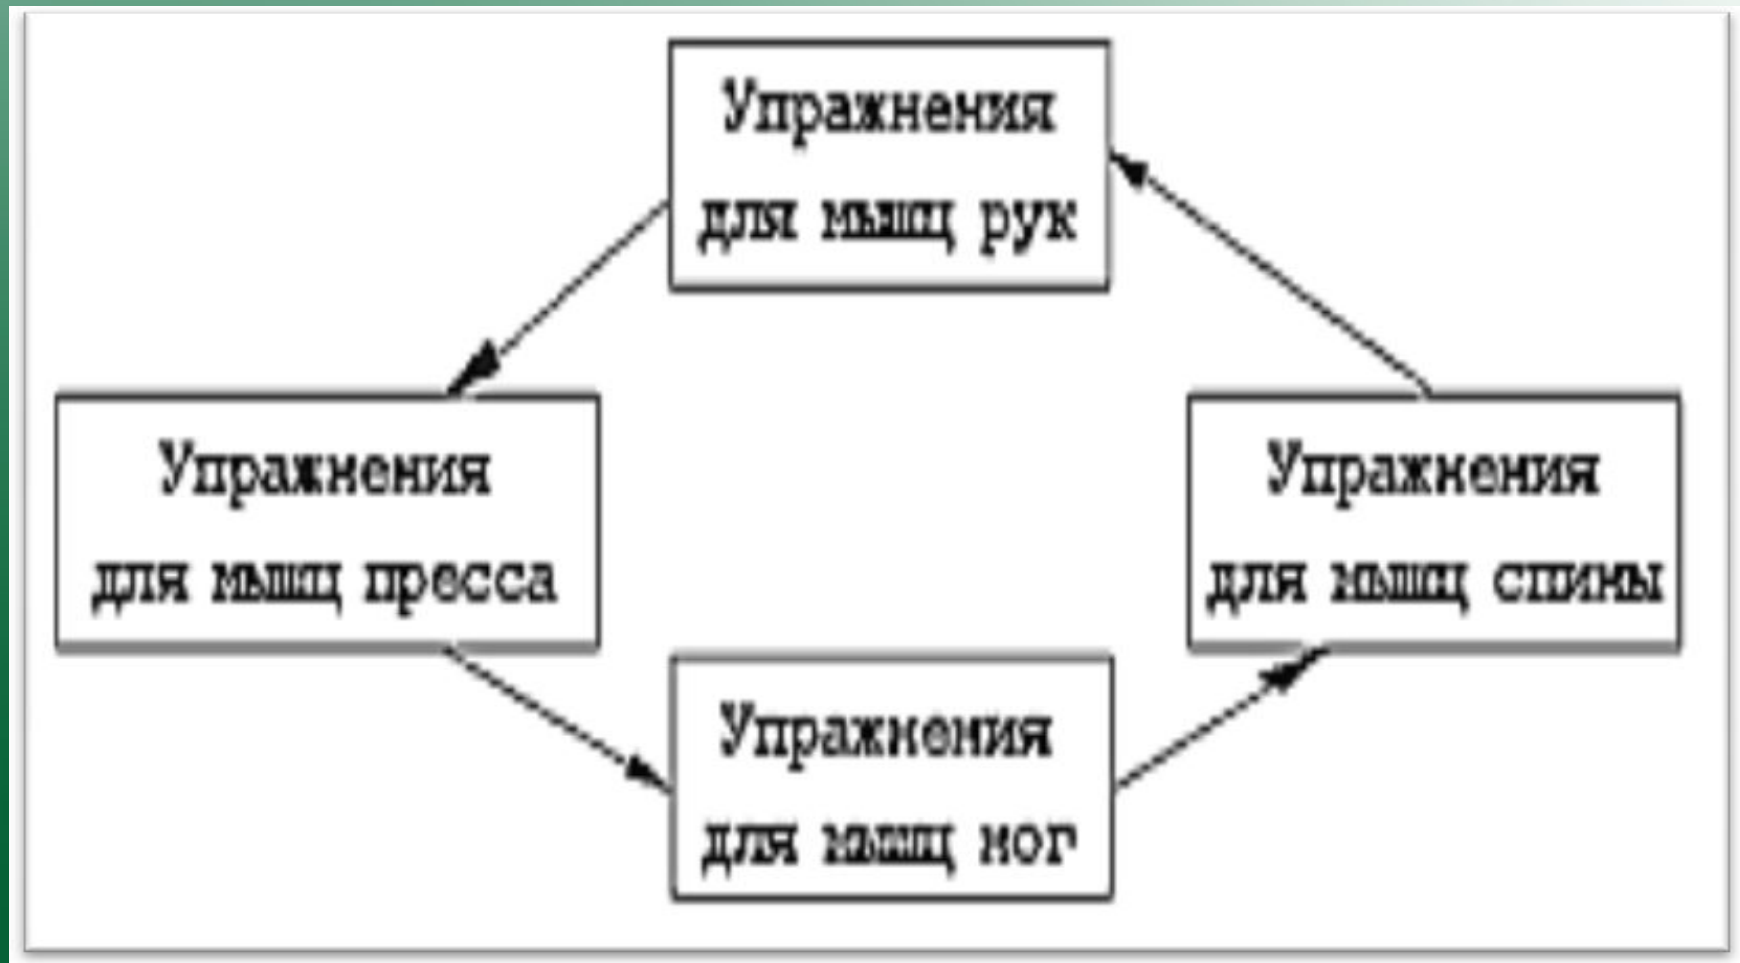 Упражнения
для мышц рук
Упражнения
для мышц пресса
Упражнения
для мышц спины
Упражнения
для мышц ног